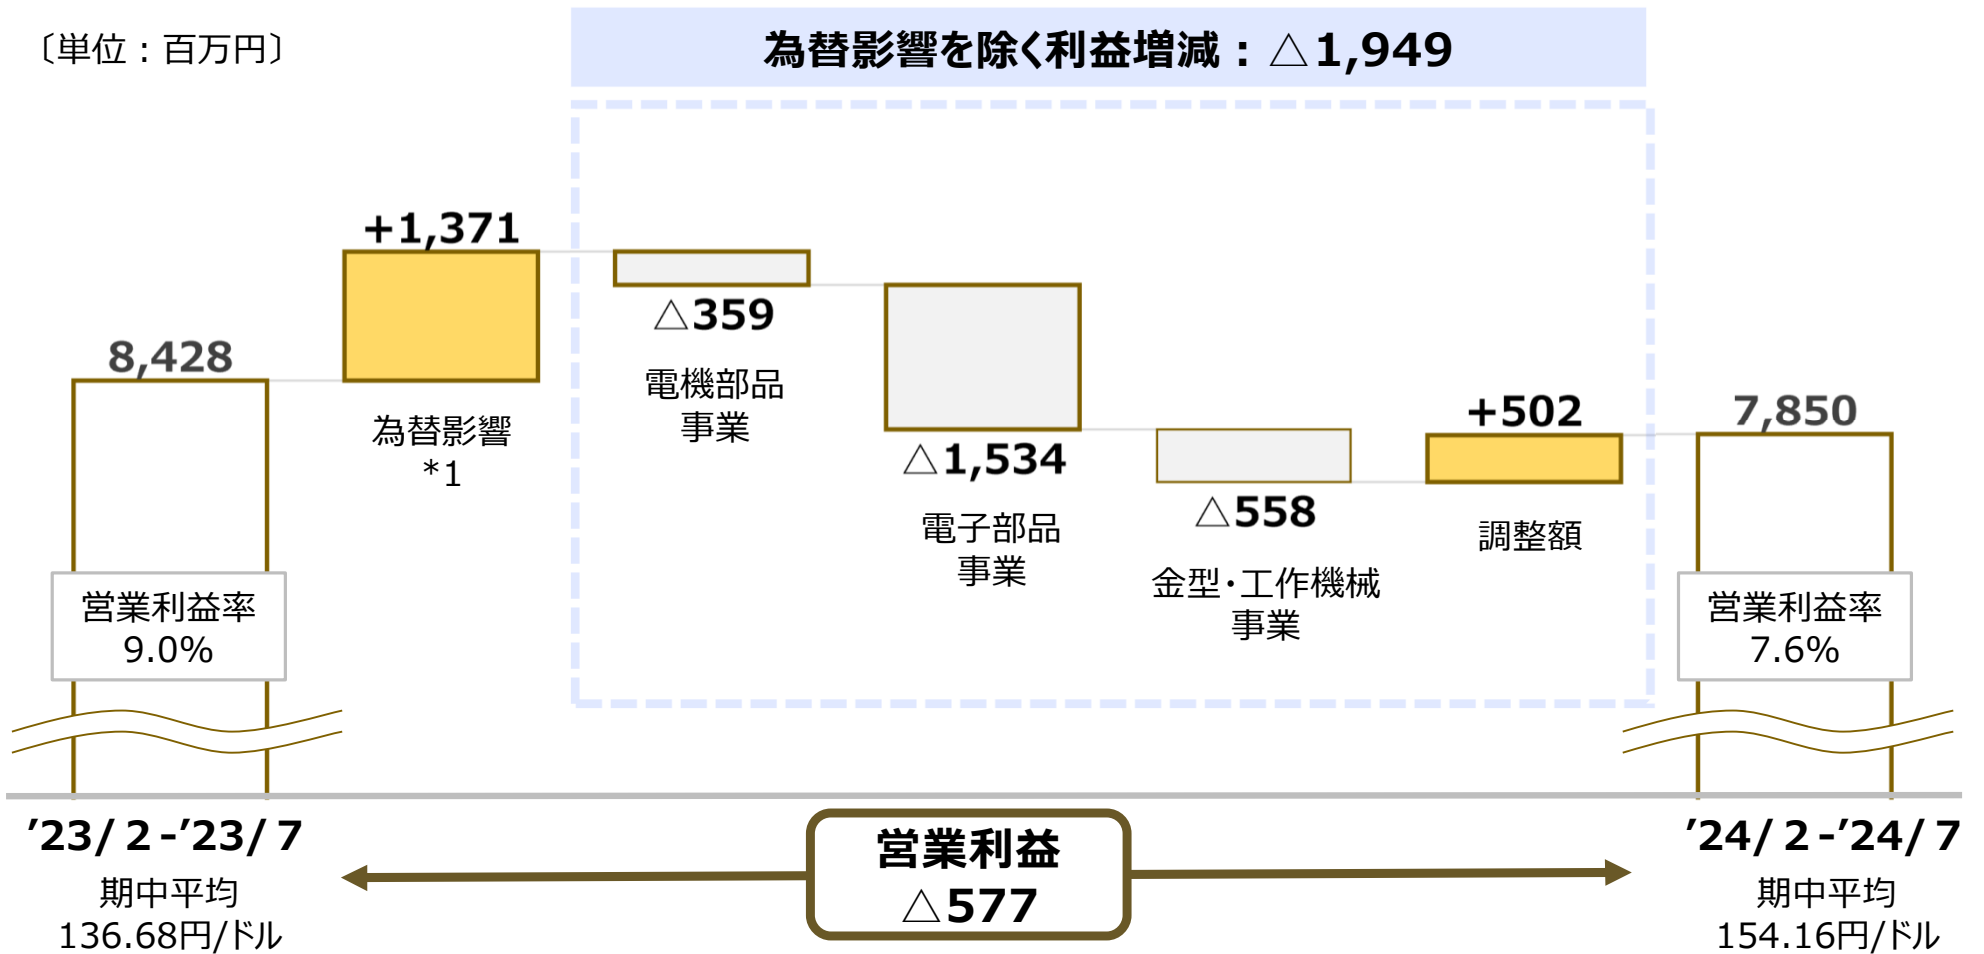 〔単位：百万円〕
為替影響を除く利益増減：△1,949
8,428
+1,371
為替影響
*1
△359
電機部品
事業
△1,534
電子部品
事業
△558
金型・工作機械
事業
+502
調整額
7,850
営業利益率
9.0%
営業利益率
7.6%
’23/２-’23/７
期中平均
136.68円/ドル
営業利益
△577
’24/２-’24/７
期中平均
154.16円/ドル